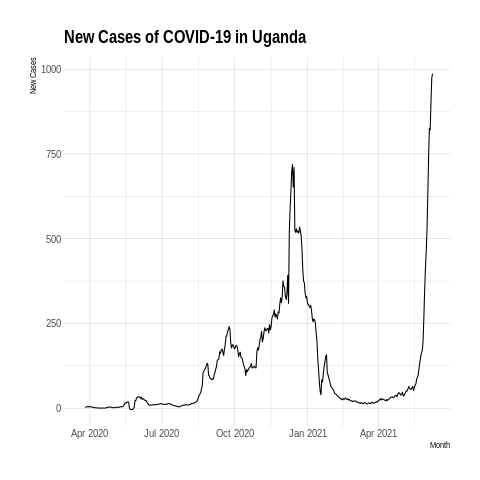 New Cases of COVID-19 in Uganda
New Cases
1000
750
500
250
0
Apr 2020
Jul 2020
Oct 2020
Jan 2021
Apr 2021
Month